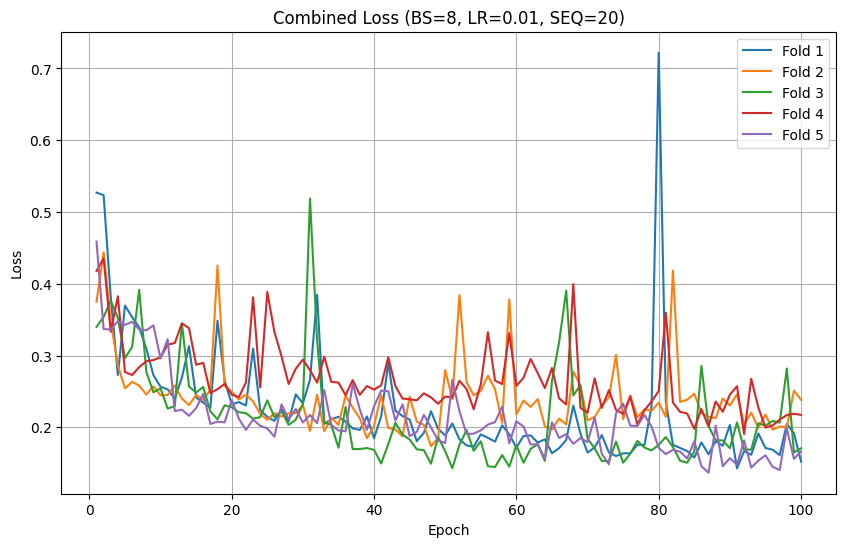 Combined Loss (BS=8, LR=0.01, SEQ=20)
Fold 1
Fold 2
Fold 3
Fold 4
Fold 5
0.7
0.6
0.5
0.4
0.3
0.2
Loss
0 20 40 60 80 100
Epoch